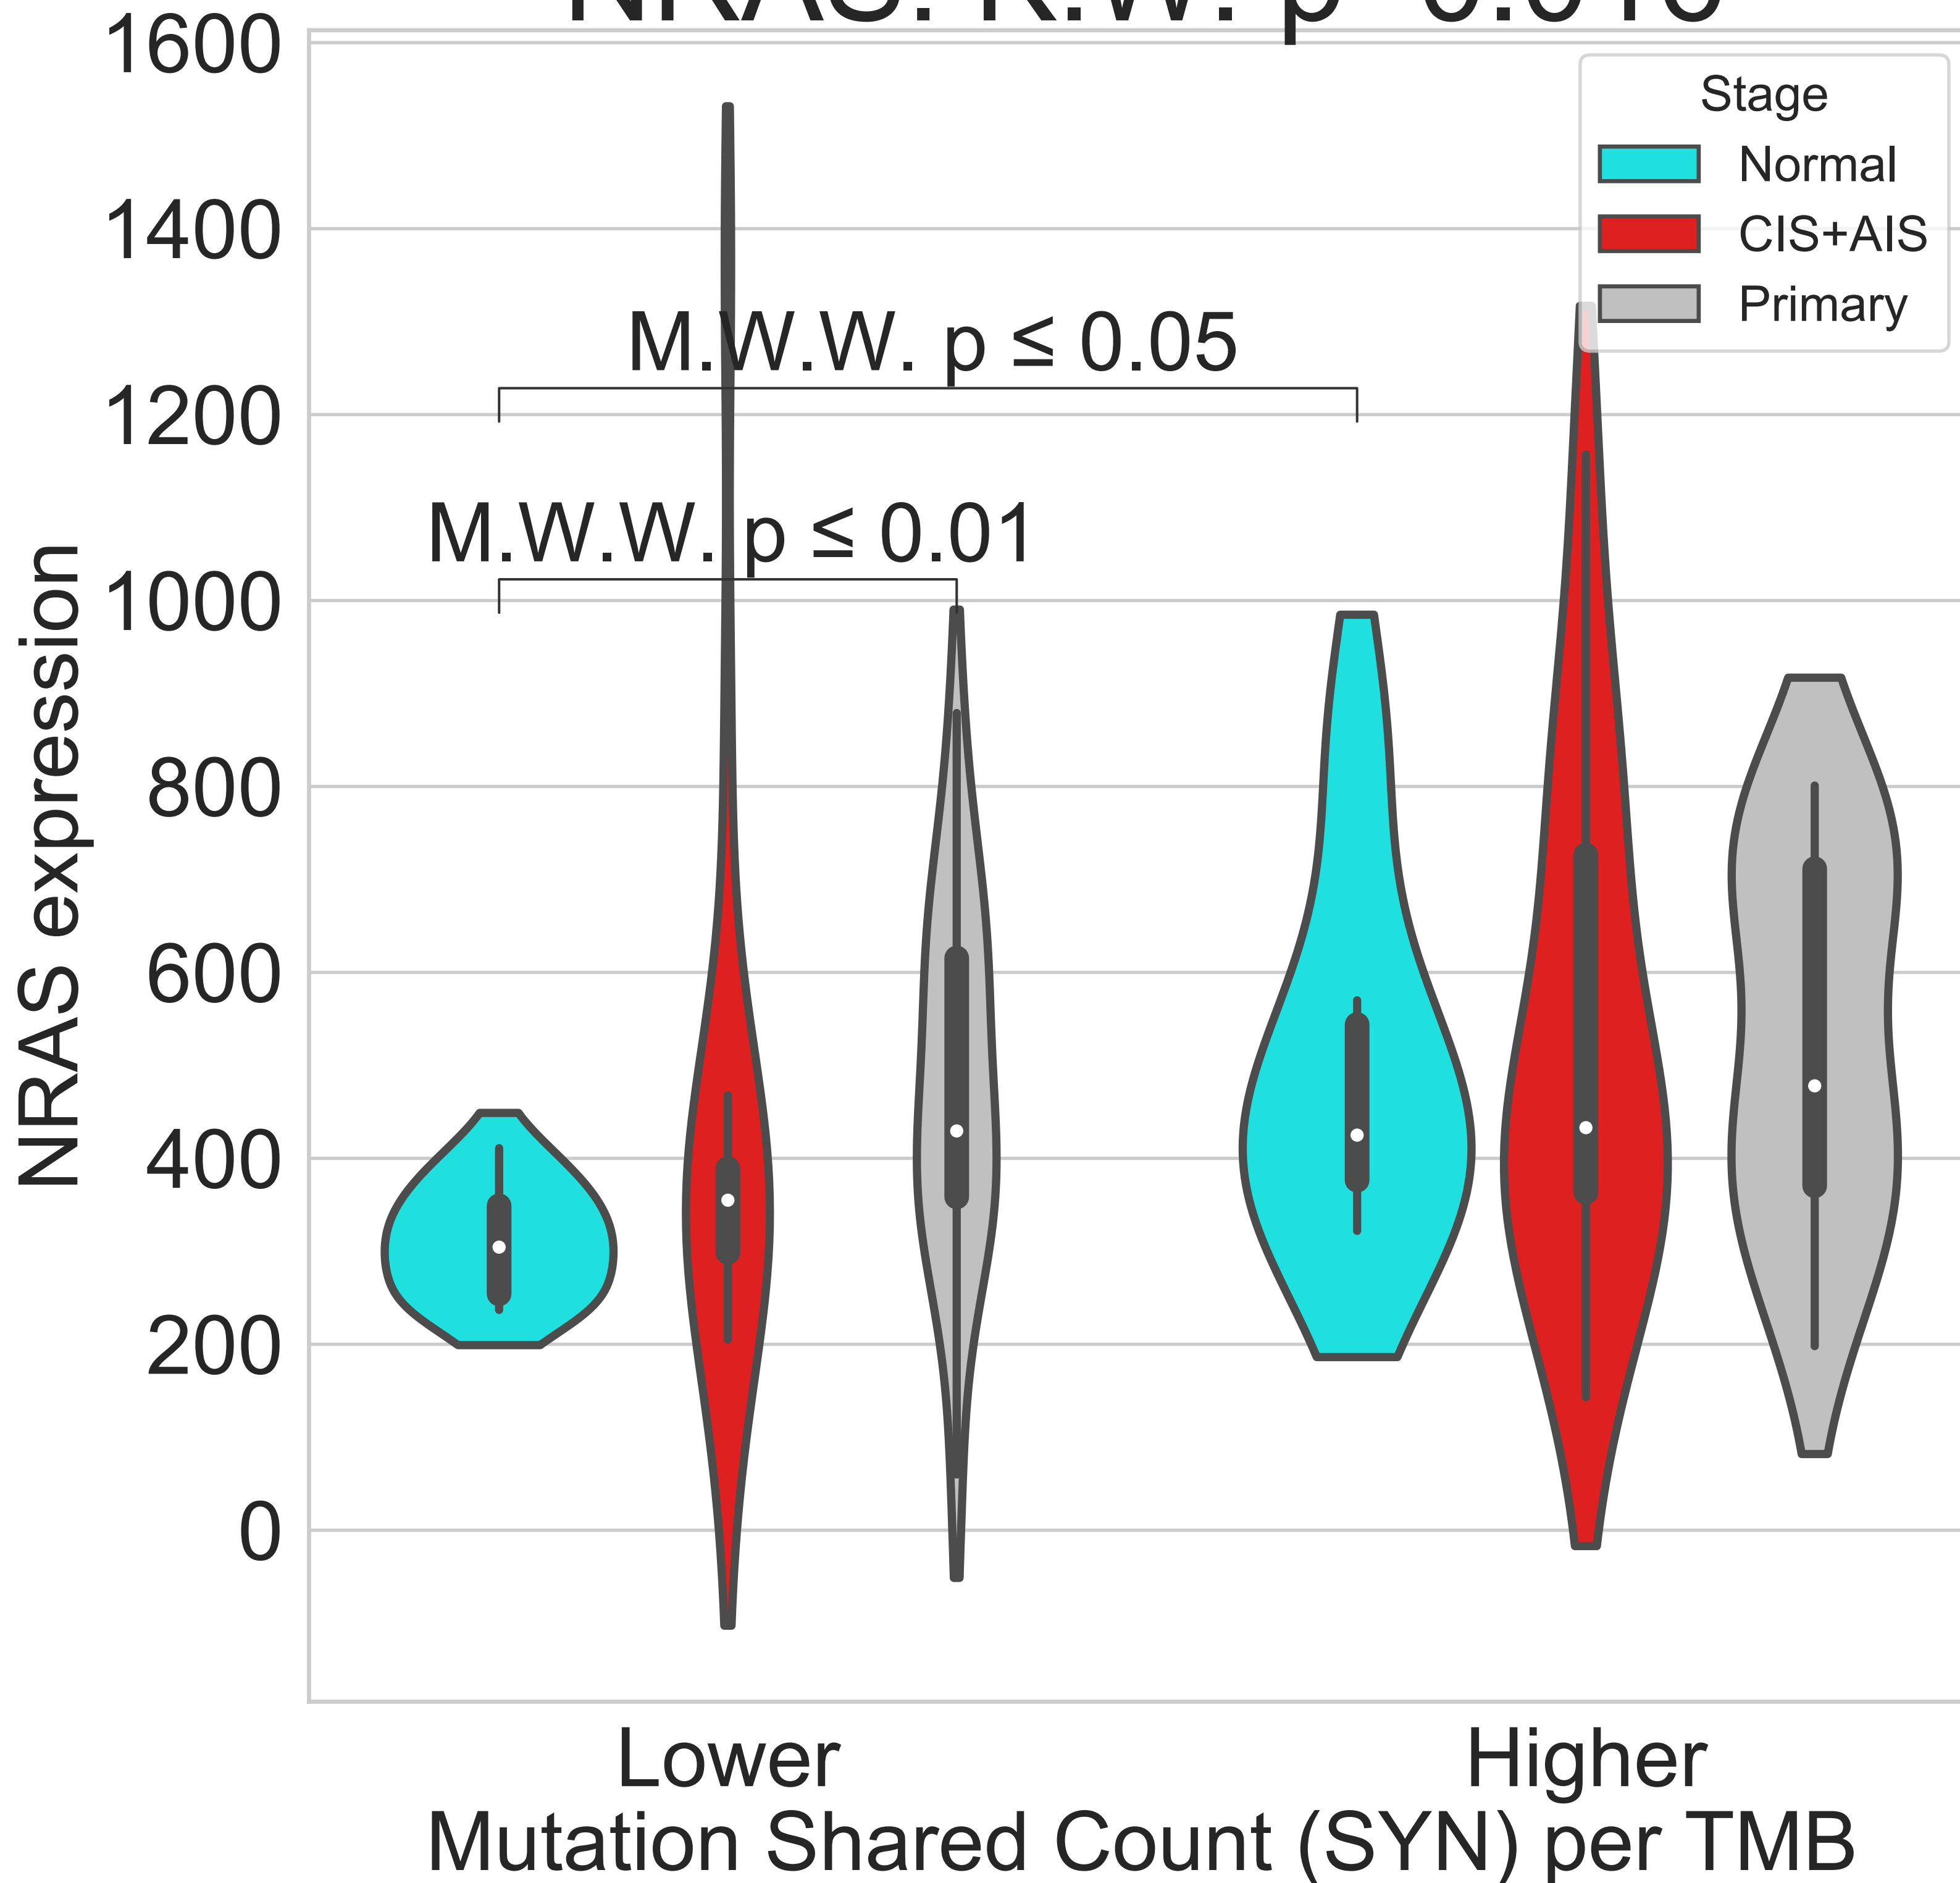 NRAS: K.W. p
1600
1400
1200
1000
800
600
400
200
0
NRAS expression
Stage
Normal
CIS+AIS
Primary
M.W.W. p ≤ 0.05
M.W.W. p ≤ 0.01
Lower
Higher
Mutation Shared Count (SYN) per TMB